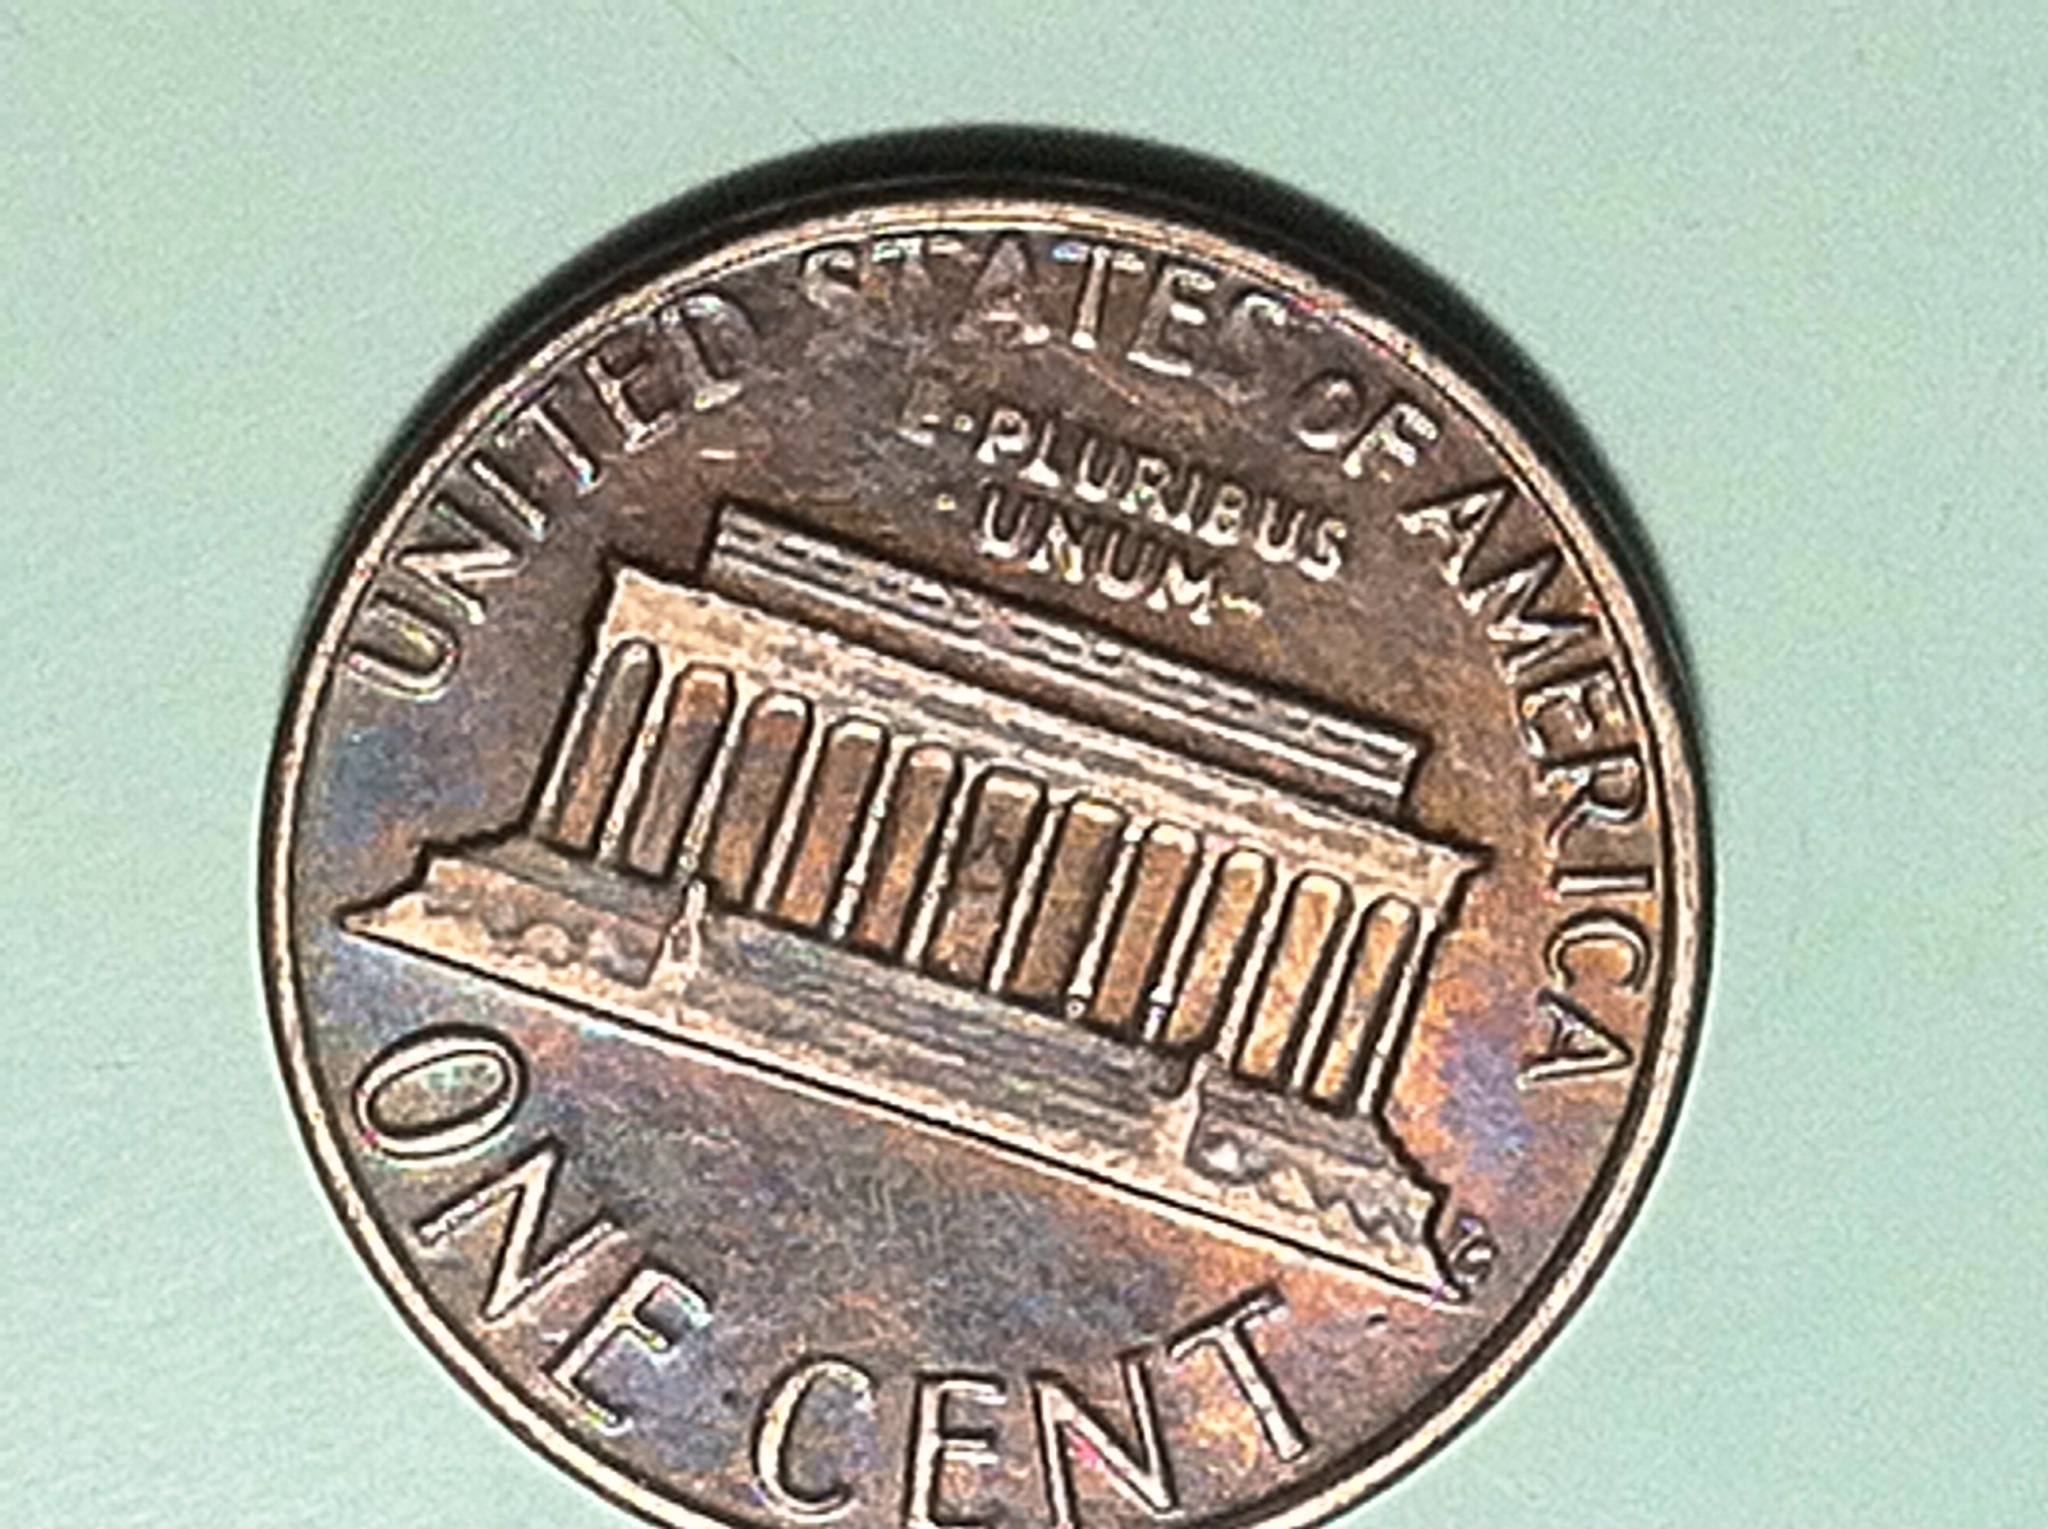 UNITED STATES OF AMERICA
E·PLURIBUS
·UNUM·
ONE CENT